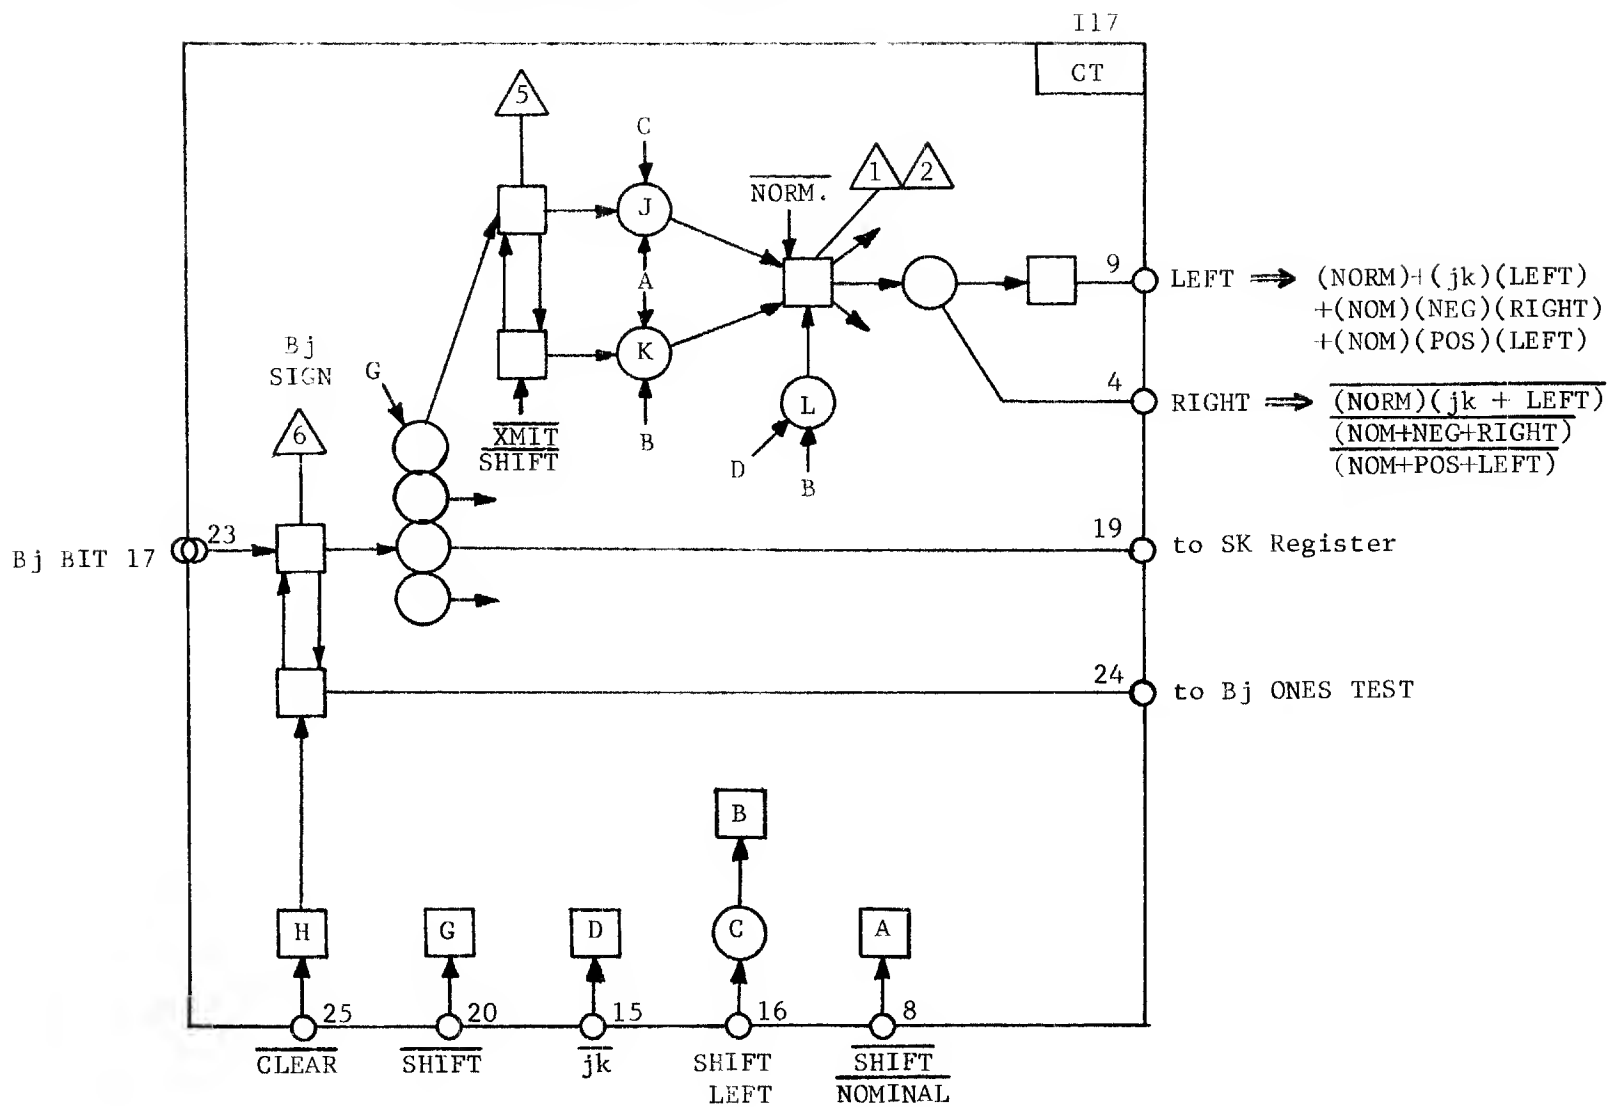 I17
CT
5
C
J
A
K
B
NORM.
1
2
L
D
B
XMIT
SHIFT
Bj
SIGN
G
6
9
LEFT ⇒ (NORM)+(jk)(LEFT)
+(NOM)(NEG)(RIGHT)
+(NOM)(POS)(LEFT)
4
RIGHT ⇒ (NORM)(jk + LEFT)
(NOM+NEG+RIGHT)
(NOM+POS+LEFT)
Bj BIT 17
23
19
to SK Register
24
to Bj ONES TEST
B
H
G
D
C
A
25
20
15
16
8
CLEAR
SHIFT
jk
SHIFT
LEFT
SHIFT
NOMINAL